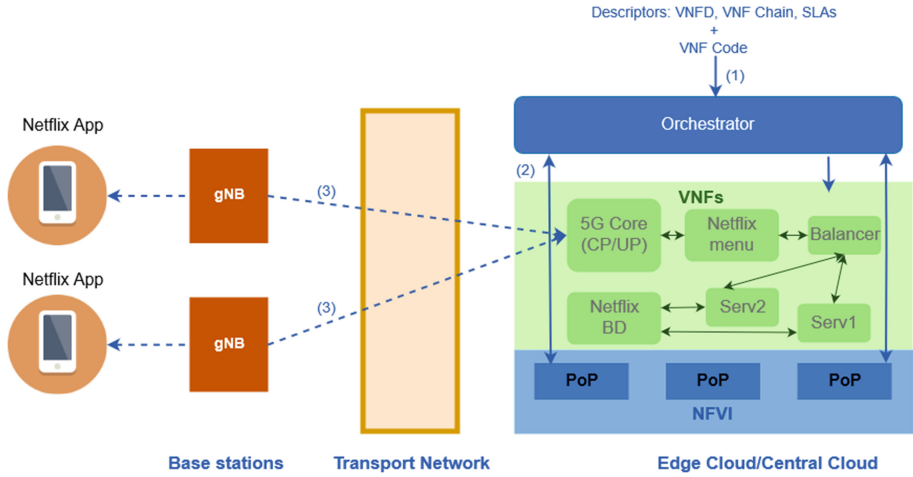 Descriptors: VNFD, VNF Chain, SLAs
+
VNF Code
(1)
Orchestrator
(2)
Netflix App
gNB
(3)
VNFs
5G Core
(CP/UP)
Netflix
menu
Balancer
Netflix App
gNB
(3)
Netflix
BD
Serv2
Serv1
PoP
PoP
PoP
NFVI
Base stations
Transport Network
Edge Cloud/Central Cloud